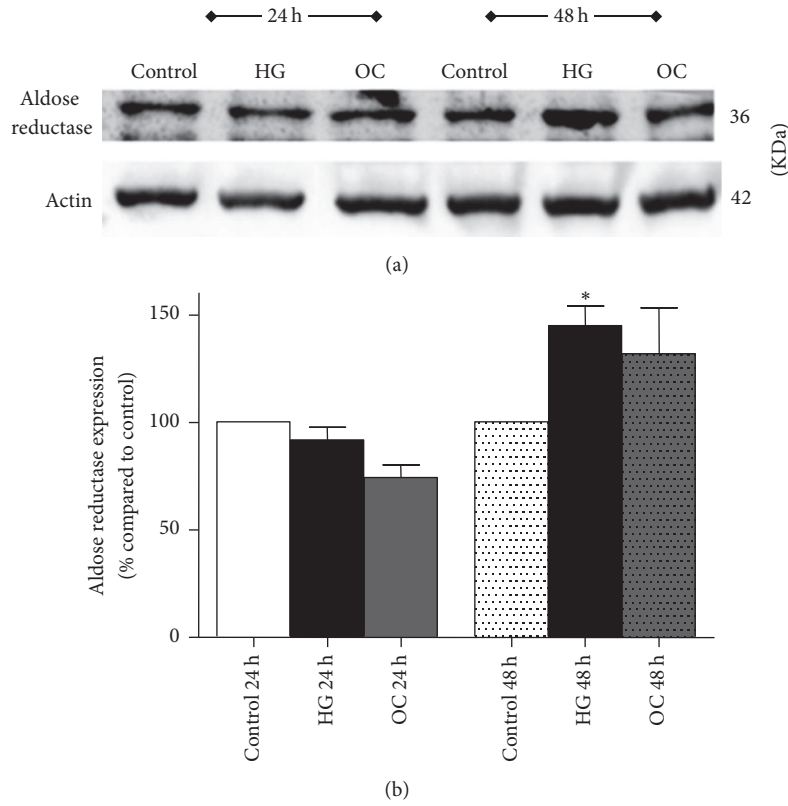 24 h 48 h
Control HG OC Control HG OC
Aldose
reductase
36
Actin
42
(KDa)
(a)
150
100
50
0
Aldose reductase expression
(% compared to control)
*
Control 24 h
HG 24 h
OC 24 h
Control 48 h
HG 48 h
OC 48 h
(b)